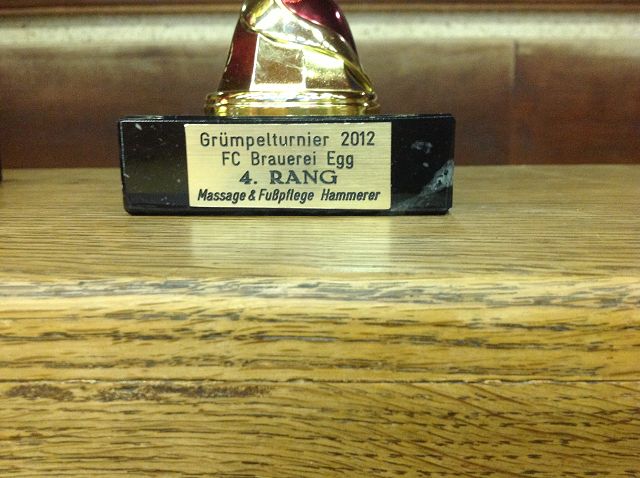 Grümpelturnier 2012
FC Brauerei Egg
4. RANG
Massage & Fußpflege Hammerer